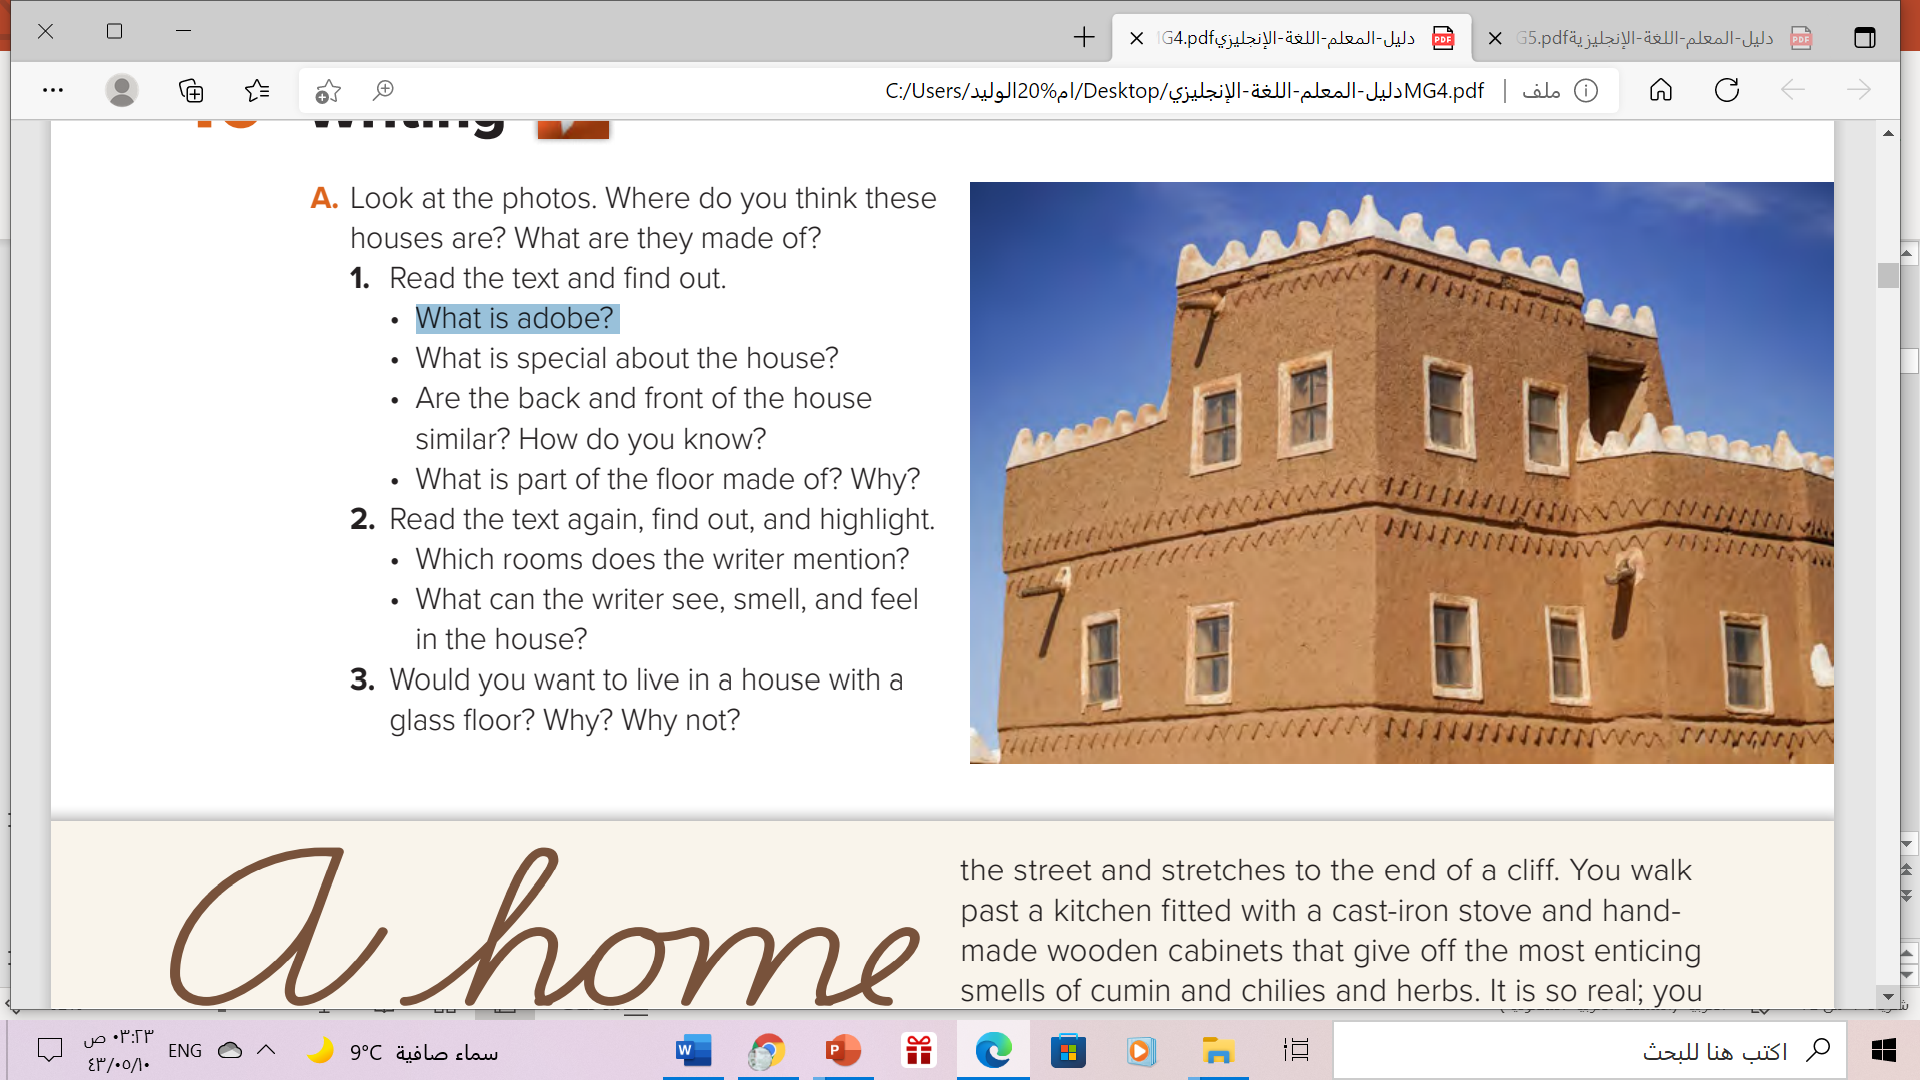 دليل-المعلم-اللغة-الإنجليزيMG4.pdf
دليل-المعلم-اللغة-الإنجليزيةG5.pdf
C:/Users/ام%20الوليد/Desktop/دليل-المعلم-اللغة-الإنجليزيMG4.pdf
ملف
Writing
A. Look at the photos. Where do you think these
houses are? What are they made of?
1. Read the text and find out.
• What is adobe?
• What is special about the house?
• Are the back and front of the house
similar? How do you know?
• What is part of the floor made of? Why?
2. Read the text again, find out, and highlight.
• Which rooms does the writer mention?
• What can the writer see, smell, and feel
in the house?
3. Would you want to live in a house with a
glass floor? Why? Why not?
A home
the street and stretches to the end of a cliff. You walk
past a kitchen fitted with a cast-iron stove and hand-
made wooden cabinets that give off the most enticing
smells of cumin and chilies and herbs. It is so real; you
٠٣:٢٣ ص
٤٣/٠٥/١٠
ENG
9°C سماء صافية
اكتب هنا للبحث